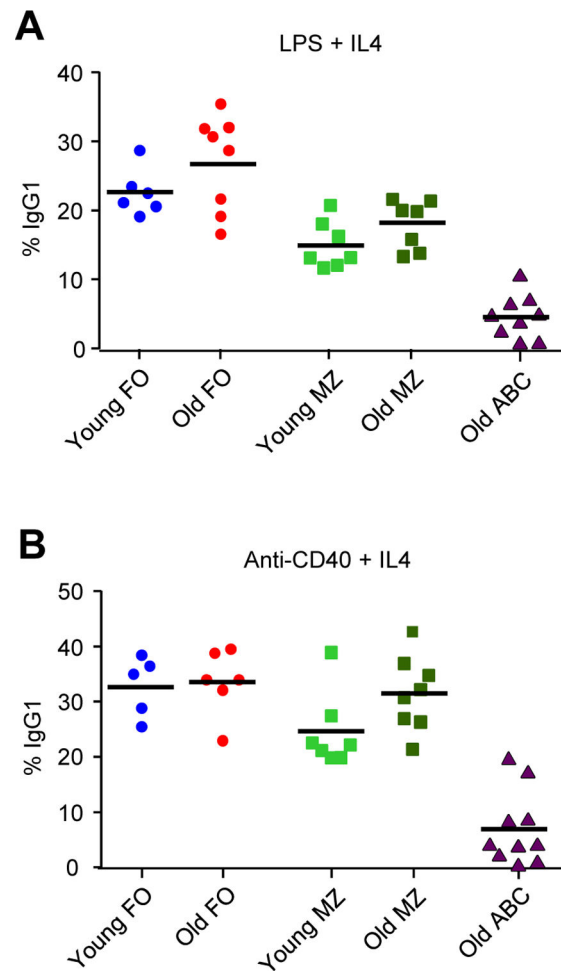 A
LPS + IL4
40
30
20
10
0
% IgG1
Young FO
Old FO
Young MZ
Old MZ
Old ABC
B
Anti-CD40 + IL4
50
40
30
20
10
0
% IgG1
Young FO
Old FO
Young MZ
Old MZ
Old ABC